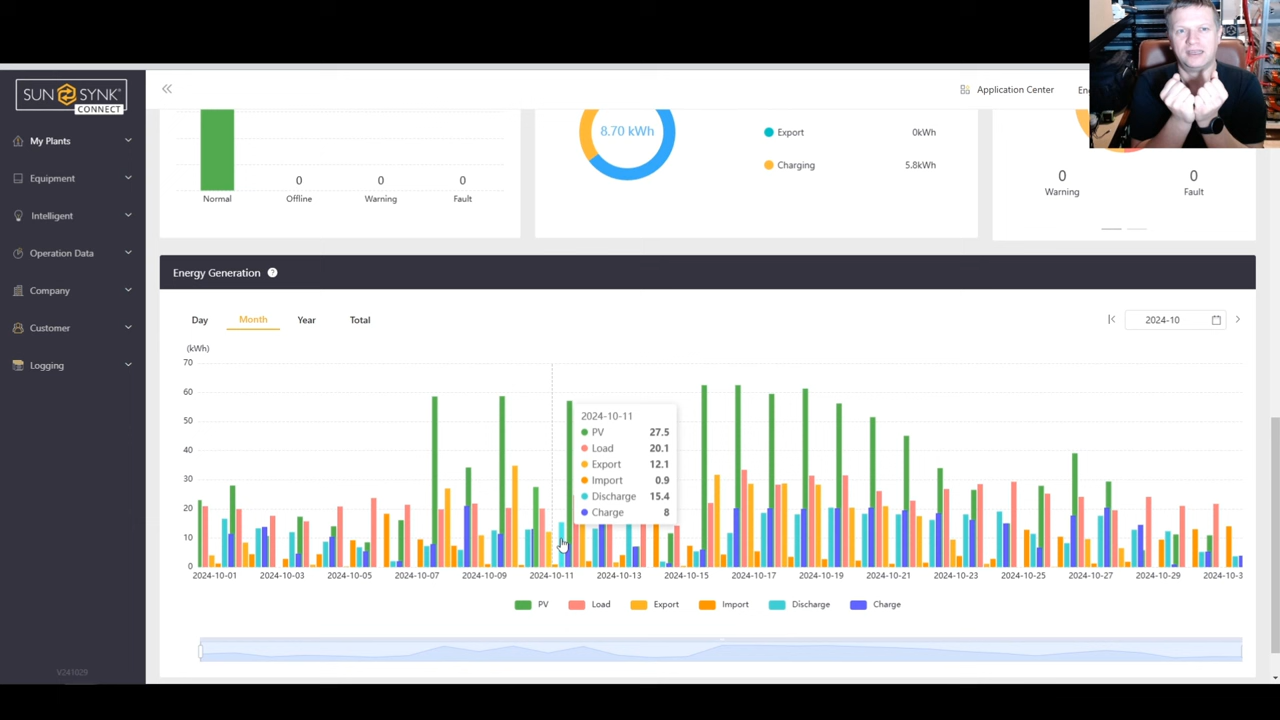 SUN SYNK
CONNECT
My Plants
Equipment
Intelligent
Operation Data
Company
Customer
Logging
V241029
Application Center
0
0
0
Normal
Offline
Warning
Fault
8.70 kWh
Export
0kWh
Charging
5.8kWh
0
0
Warning
Fault
Energy Generation ?
Day
Month
Year
Total
2024-10
(kWh)
70
60
50
40
30
20
10
0
2024-10-11
PV 27.5
Load 20.1
Export 12.1
Import 0.9
Discharge 15.4
Charge 8
2024-10-01
2024-10-03
2024-10-05
2024-10-07
2024-10-09
2024-10-11
2024-10-13
2024-10-15
2024-10-17
2024-10-19
2024-10-21
2024-10-23
2024-10-25
2024-10-27
2024-10-29
2024-10-3
PV
Load
Export
Import
Discharge
Charge